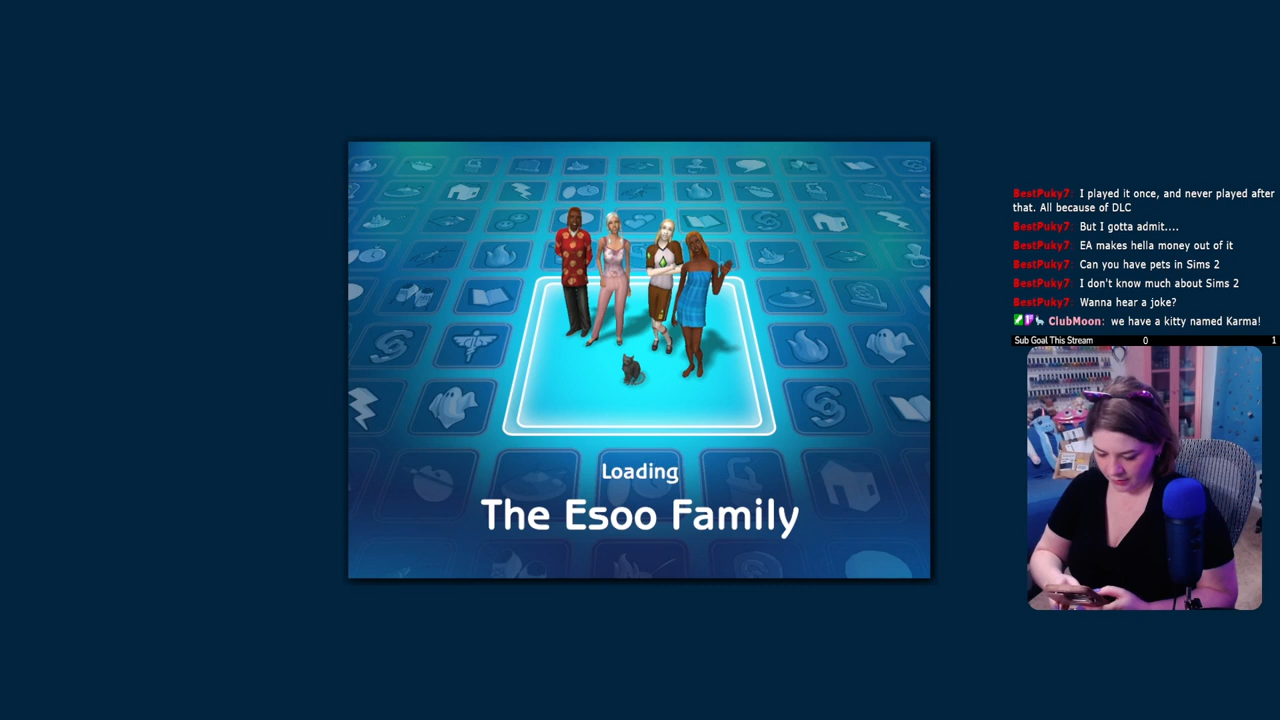 BestPuky7: I played it once, and never played after
that. All because of DLC
BestPuky7: But I gotta admit....
BestPuky7: EA makes hella money out of it
BestPuky7: Can you have pets in Sims 2
BestPuky7: I don't know much about Sims 2
BestPuky7: Wanna hear a joke?
ClubMoon: we have a kitty named Karma!
Sub Goal This Stream 0 1
Loading
The Esoo Family